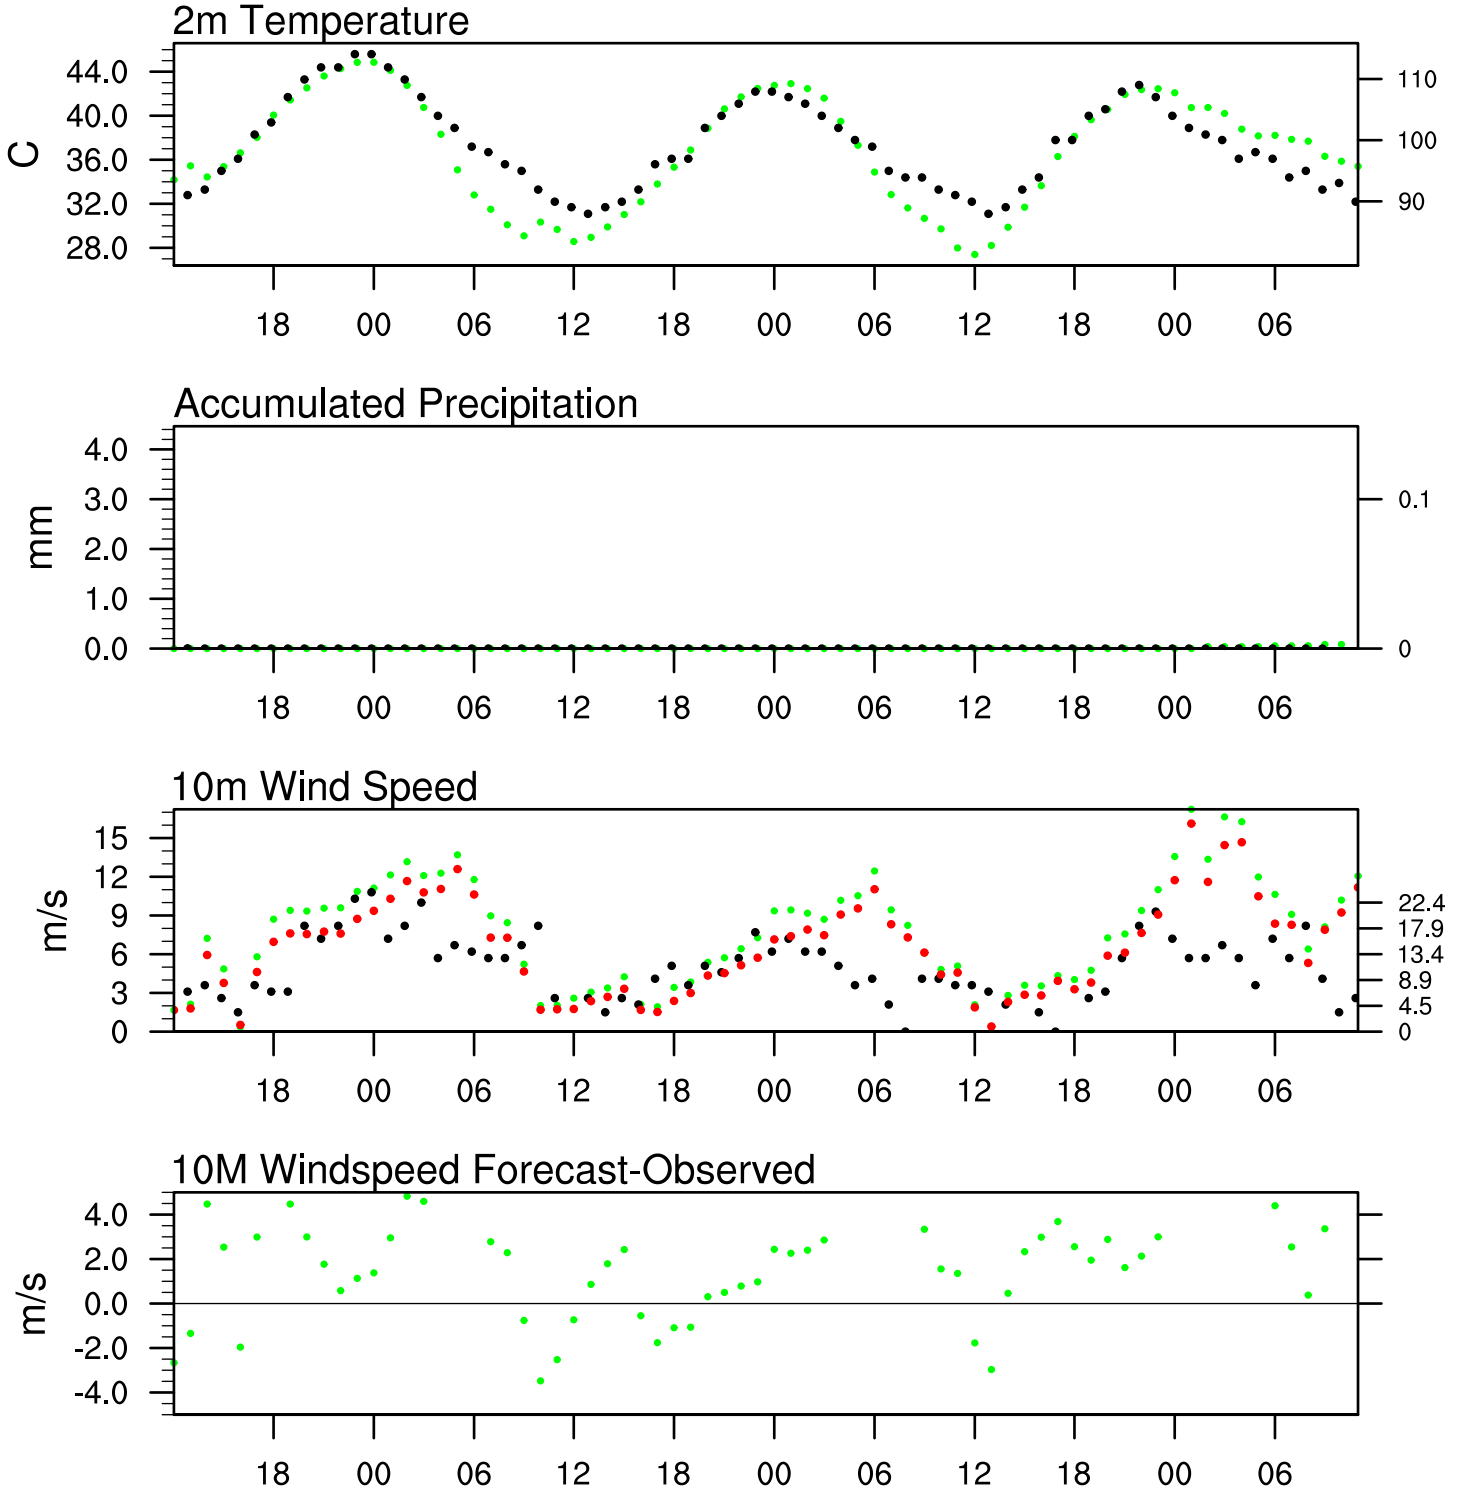 2m Temperature
C
44.0
40.0
36.0
32.0
28.0
110
100
90
18 00 06 12 18 00 06 12 18 00 06
Accumulated Precipitation
mm
4.0
3.0
2.0
1.0
0.0
0.1
0
18 00 06 12 18 00 06 12 18 00 06
10m Wind Speed
m/s
15
12
9
6
3
0
22.4
17.9
13.4
8.9
4.5
0
18 00 06 12 18 00 06 12 18 00 06
10M Windspeed Forecast-Observed
m/s
4.0
2.0
0.0
-2.0
-4.0
18 00 06 12 18 00 06 12 18 00 06